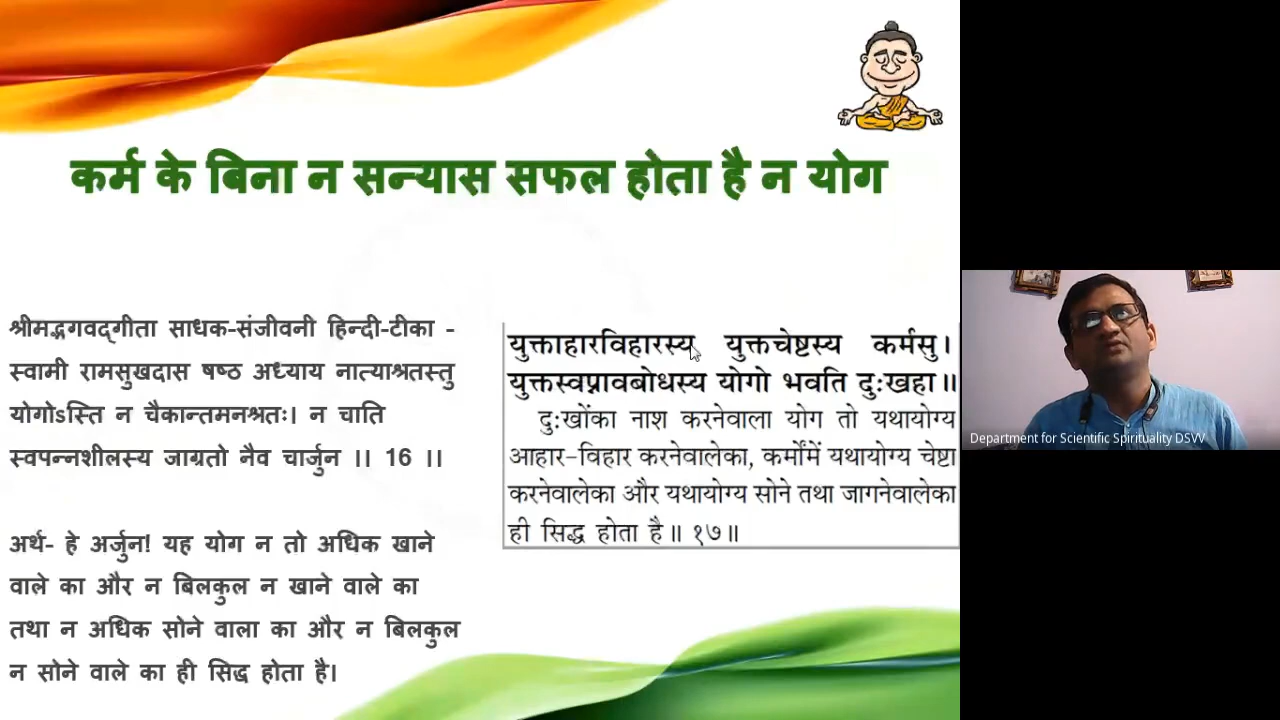 कर्म के बिना न सन्यास सफल होता है न योग
श्रीमद्भगवद्‌गीता साधक-संजीवनी हिन्दी-टीका -
स्वामी रामसुखदास षष्ठ अध्याय नात्याश्रतस्तु
योगोऽस्ति न चैकान्तमनश्रतः। न चाति
स्वपन्नशीलस्य जाग्रतो नैव चार्जुन ।। 16 ।।
अर्थ- हे अर्जुन! यह योग न तो अधिक खाने
वाले का और न बिलकुल न खाने वाले का
तथा न अधिक सोने वाला का और न बिलकुल
न सोने वाले का ही सिद्ध होता है।
युक्ताहारविहारस्य युक्तचेष्टस्य कर्मसु।
युक्तस्वप्नावबोधस्य योगो भवति दुःखहा॥
दुःखोंका नाश करनेवाला योग तो यथायोग्य
आहार-विहार करनेवालेका, कर्मोंमें यथायोग्य चेष्टा
करनेवालेका और यथायोग्य सोने तथा जागनेवालेका
ही सिद्ध होता है॥ १७॥
Department for Scientific Spirituality DSVV